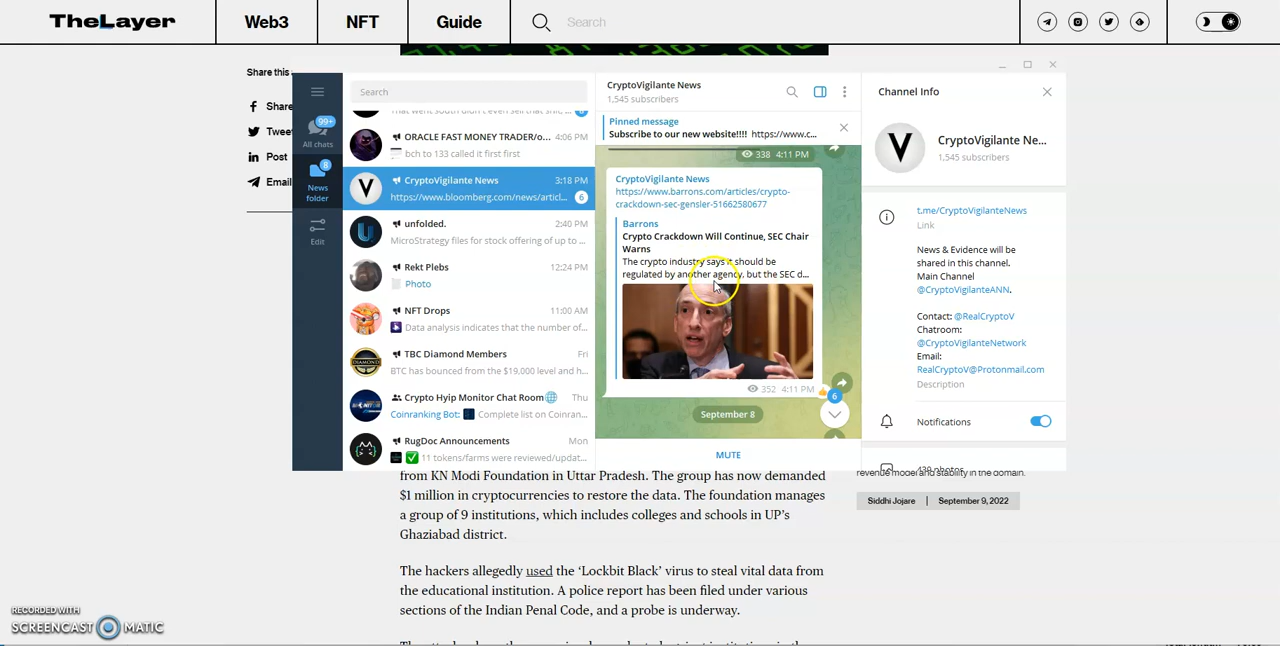 TheLayer
Web3
NFT
Guide
Search
Share this
Share
Tweet
Post
Email
99+
All chats
8
News
folder
Edit
Search
That went south didn't even sell that shit,
ORACLE FAST MONEY TRADER/o... 4:06 PM
bch to 133 called it first first
CryptoVigilante News 3:18 PM
https://www.bloomberg.com/news/articl... 6
unfolded. 2:40 PM
MicroStrategy files for stock offering of up to ...
Rekt Plebs 12:24 PM
Photo
NFT Drops 11:00 AM
Data analysis indicates that the number of...
TBC Diamond Members Fri
BTC has bounced from the $19,000 level and h...
Crypto Hyip Monitor Chat Room Thu
Coinranking Bot: Complete list on Coinran...
RugDoc Announcements Mon
11 tokens/farms were reviewed/updat...
CryptoVigilante News
1,545 subscribers
Pinned message
Subscribe to our new website!!!! https://www.c...
338 4:11 PM
CryptoVigilante News
https://www.barrons.com/articles/crypto-
crackdown-sec-gensler-51662580677
Barrons
Crypto Crackdown Will Continue, SEC Chair
Warns
The crypto industry says it should be
regulated by another agency, but the SEC d...
352 4:11 PM
6
September 8
MUTE
Channel Info
CryptoVigilante Ne...
1,545 subscribers
t.me/CryptoVigilanteNews
Link
News & Evidence will be
shared in this channel.
Main Channel
@CryptoVigilanteANN.
Contact: @RealCryptoV
Chatroom:
@CryptoVigilanteNetwork
Email:
RealCryptoV@Protonmail.com
Description
Notifications
439 photos
revenue model and stability in the domain.
Siddhi Jojare | September 9, 2022
from KN Modi Foundation in Uttar Pradesh. The group has now demanded
$1 million in cryptocurrencies to restore the data. The foundation manages
a group of 9 institutions, which includes colleges and schools in UP's
Ghaziabad district.
The hackers allegedly used the 'Lockbit Black' virus to steal vital data from
the educational institution. A police report has been filed under various
sections of the Indian Penal Code, and a probe is underway.
RECORDED WITH
SCREENCAST MATIC